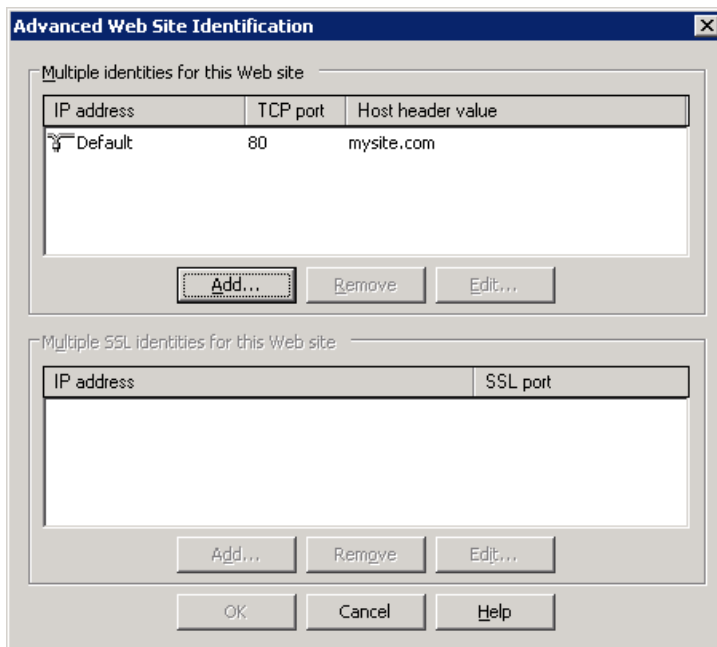 Advanced Web Site Identification
Multiple identities for this Web site
IP address TCP port Host header value
Default 80 mysite.com
Add... Remove Edit...
Multiple SSL identities for this Web site
IP address SSL port
Add... Remove Edit...
OK Cancel Help